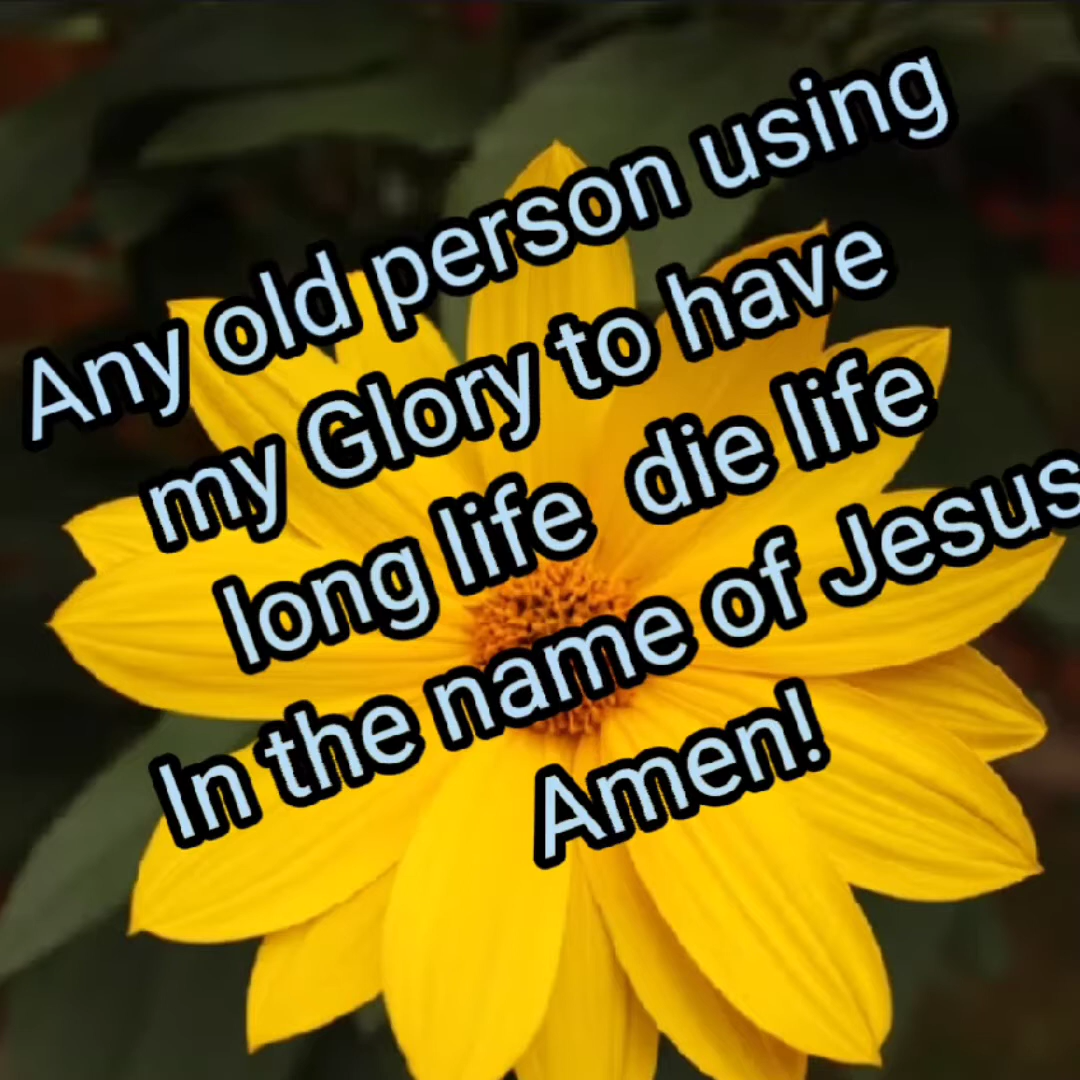 Any old person using
my Glory to have
long life  die life
In the name of Jesus
Amen!